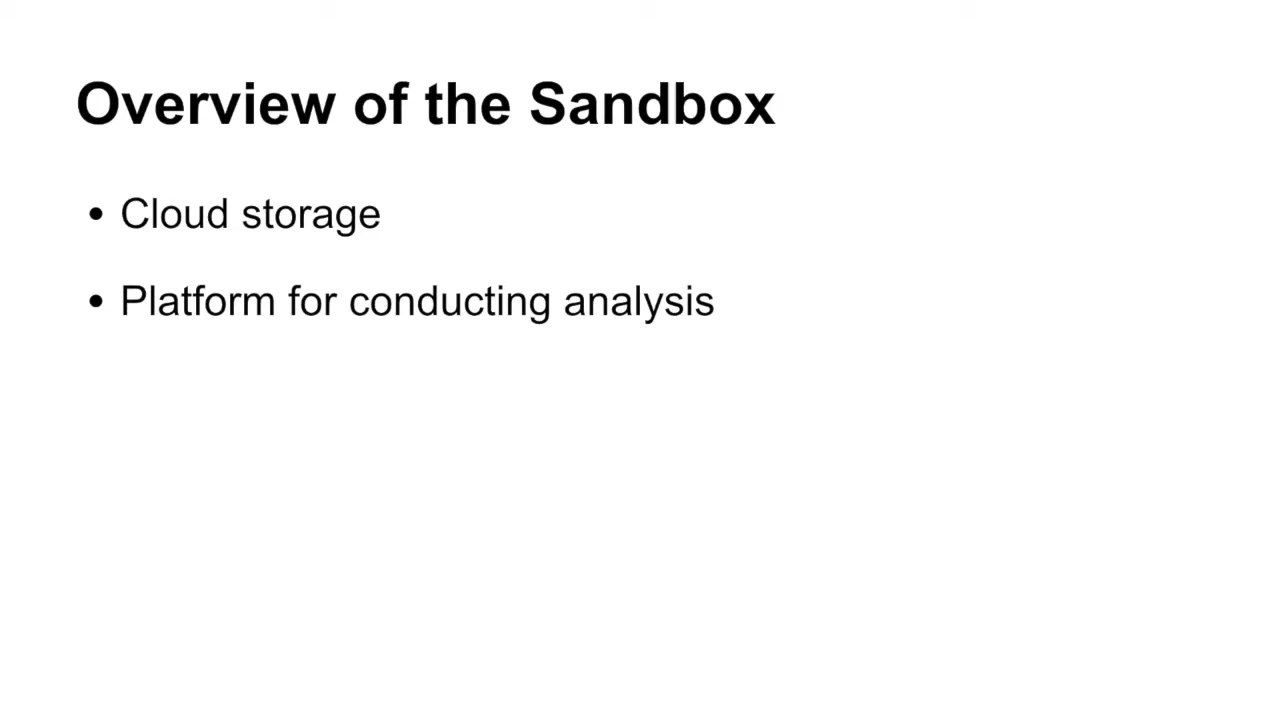 Overview of the Sandbox
• Cloud storage
• Platform for conducting analysis